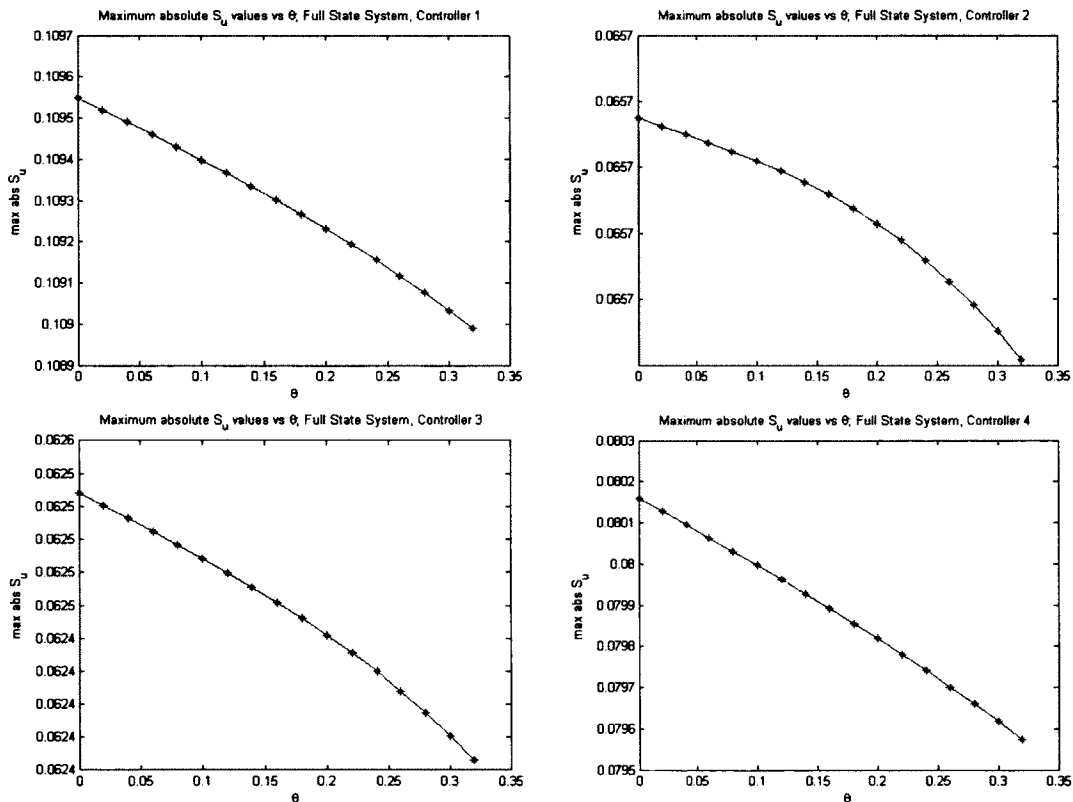 Maximum absolute S_u values vs θ; Full State System, Controller 1
0.1097
0.1096
0.1095
0.1094
0.1093
0.1092
0.1091
0.109
0.1089
max abs S_u
0 0.05 0.1 0.15 0.2 0.25 0.3 0.35
θ
Maximum absolute S_u values vs θ; Full State System, Controller 2
0.0657
0.0657
0.0657
0.0657
0.0657
max abs S_u
0 0.05 0.1 0.15 0.2 0.25 0.3 0.35
θ
Maximum absolute S_u values vs θ; Full State System, Controller 3
0.0626
0.0625
0.0625
0.0625
0.0625
0.0625
0.0624
0.0624
0.0624
0.0624
0.0624
max abs S_u
0 0.05 0.1 0.15 0.2 0.25 0.3 0.35
θ
Maximum absolute S_u values vs θ; Full State System, Controller 4
0.0803
0.0802
0.0801
0.08
0.0799
0.0798
0.0797
0.0796
0.0795
max abs S_u
0 0.05 0.1 0.15 0.2 0.25 0.3 0.35
θ